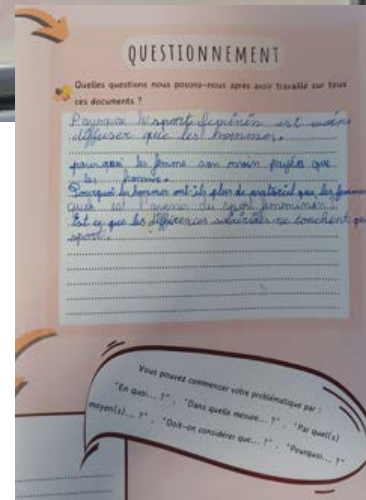 QUESTIONNEMENT
Quelles questions nous posons-nous après avoir travaillé sur tous
ces documents ?
Pourquoi le sport féminin est moins
diffuser que les hommes.
pourquoi les femme son moin payées que
les homme.
Pourquoi les hommes ont-ils plus de matériel que les femmes
Quel est l'avenir du sport féminin
Est ce que les différences salariales ne touchent que
sport
Vous pouvez commencer votre problématique par :
"En quoi... ?" , "Dans quelle mesure... ?" , "Par quel(s)
moyen(s)... ?" , "Doit-on considérer que... ?" , "Pourquoi... ?"